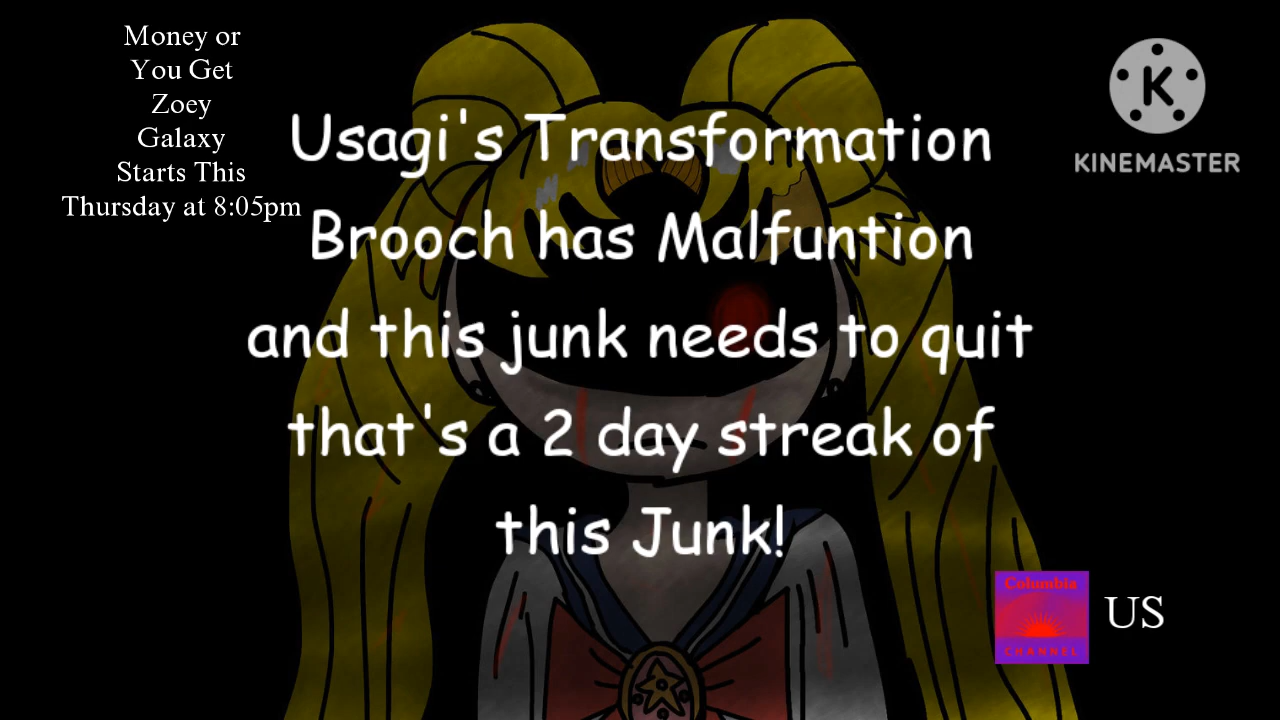 Money or
You Get
Zoey
Galaxy
Starts This
Thursday at 8:05pm
K
KINEMASTER
Usagi's Transformation
Brooch has Malfuntion
and this junk needs to quit
that's a 2 day streak of
this Junk!
Columbia
CHANNEL
US